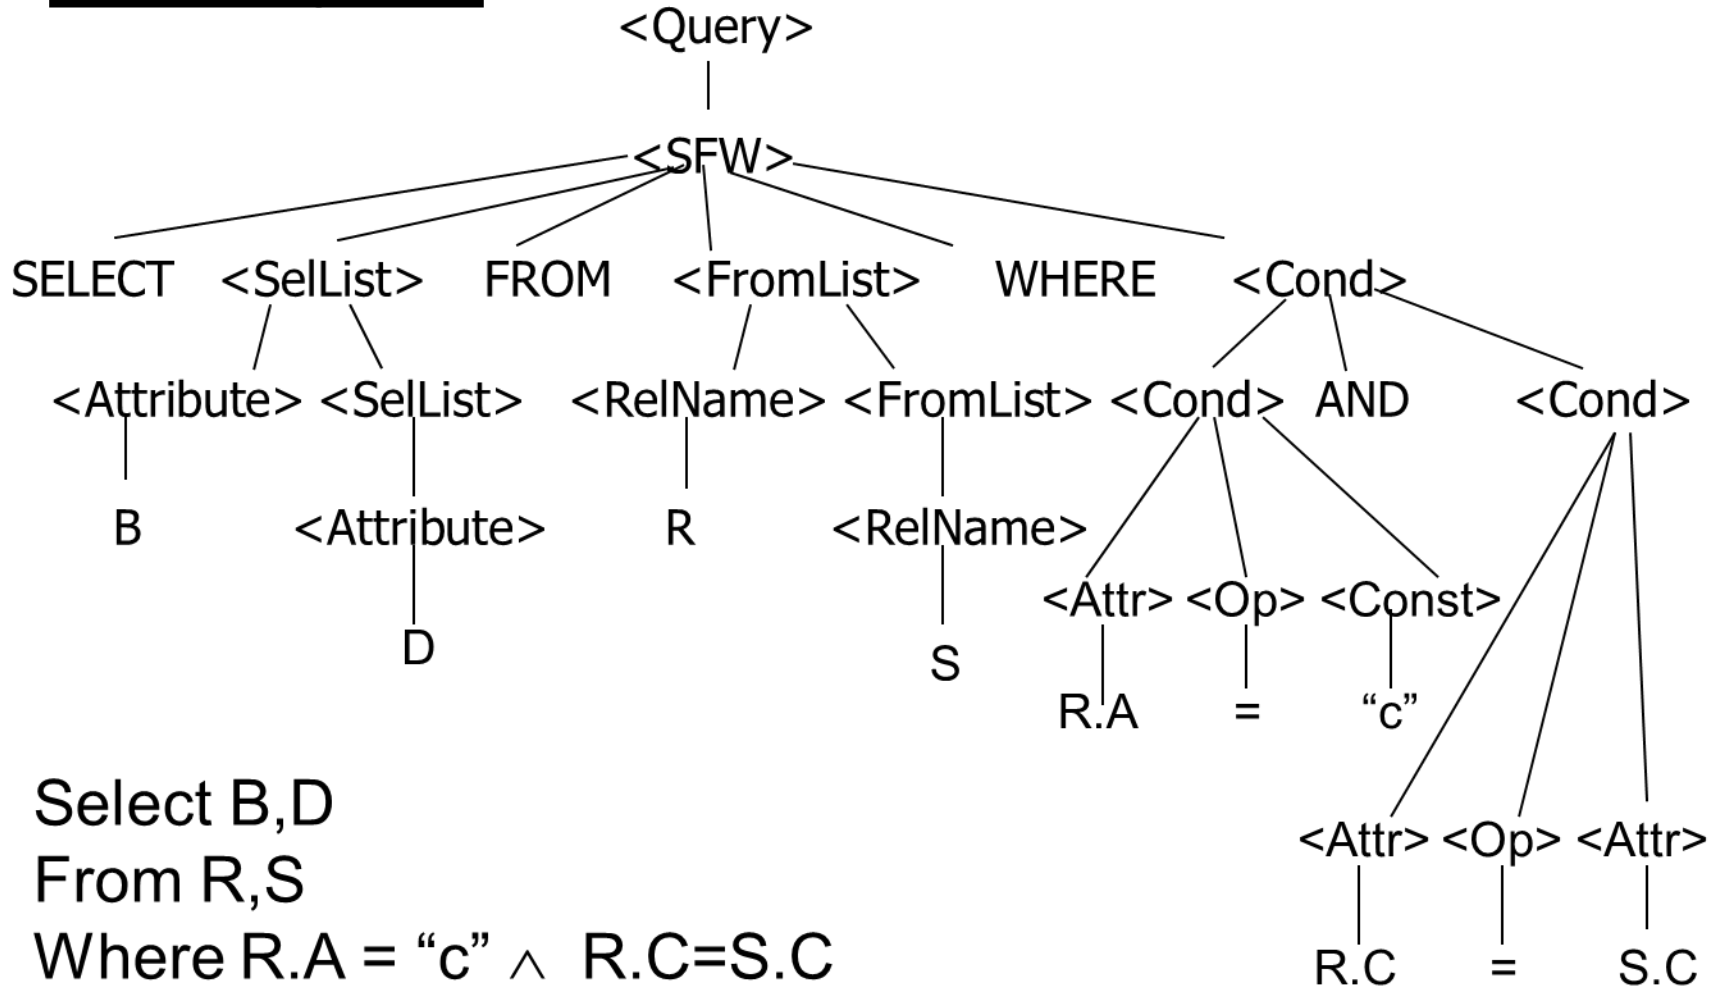 <Query>
<SFW>
SELECT <SelList> FROM <FromList> WHERE <Cond>
<Attribute> <SelList> <RelName> <FromList> <Cond> AND <Cond>
B <Attribute> R <RelName>
<Attr> <Op> <Const>
D S
R.A = “c”
Select B,D
From R,S
Where R.A = “c” ∧ R.C=S.C
<Attr> <Op> <Attr>
R.C = S.C